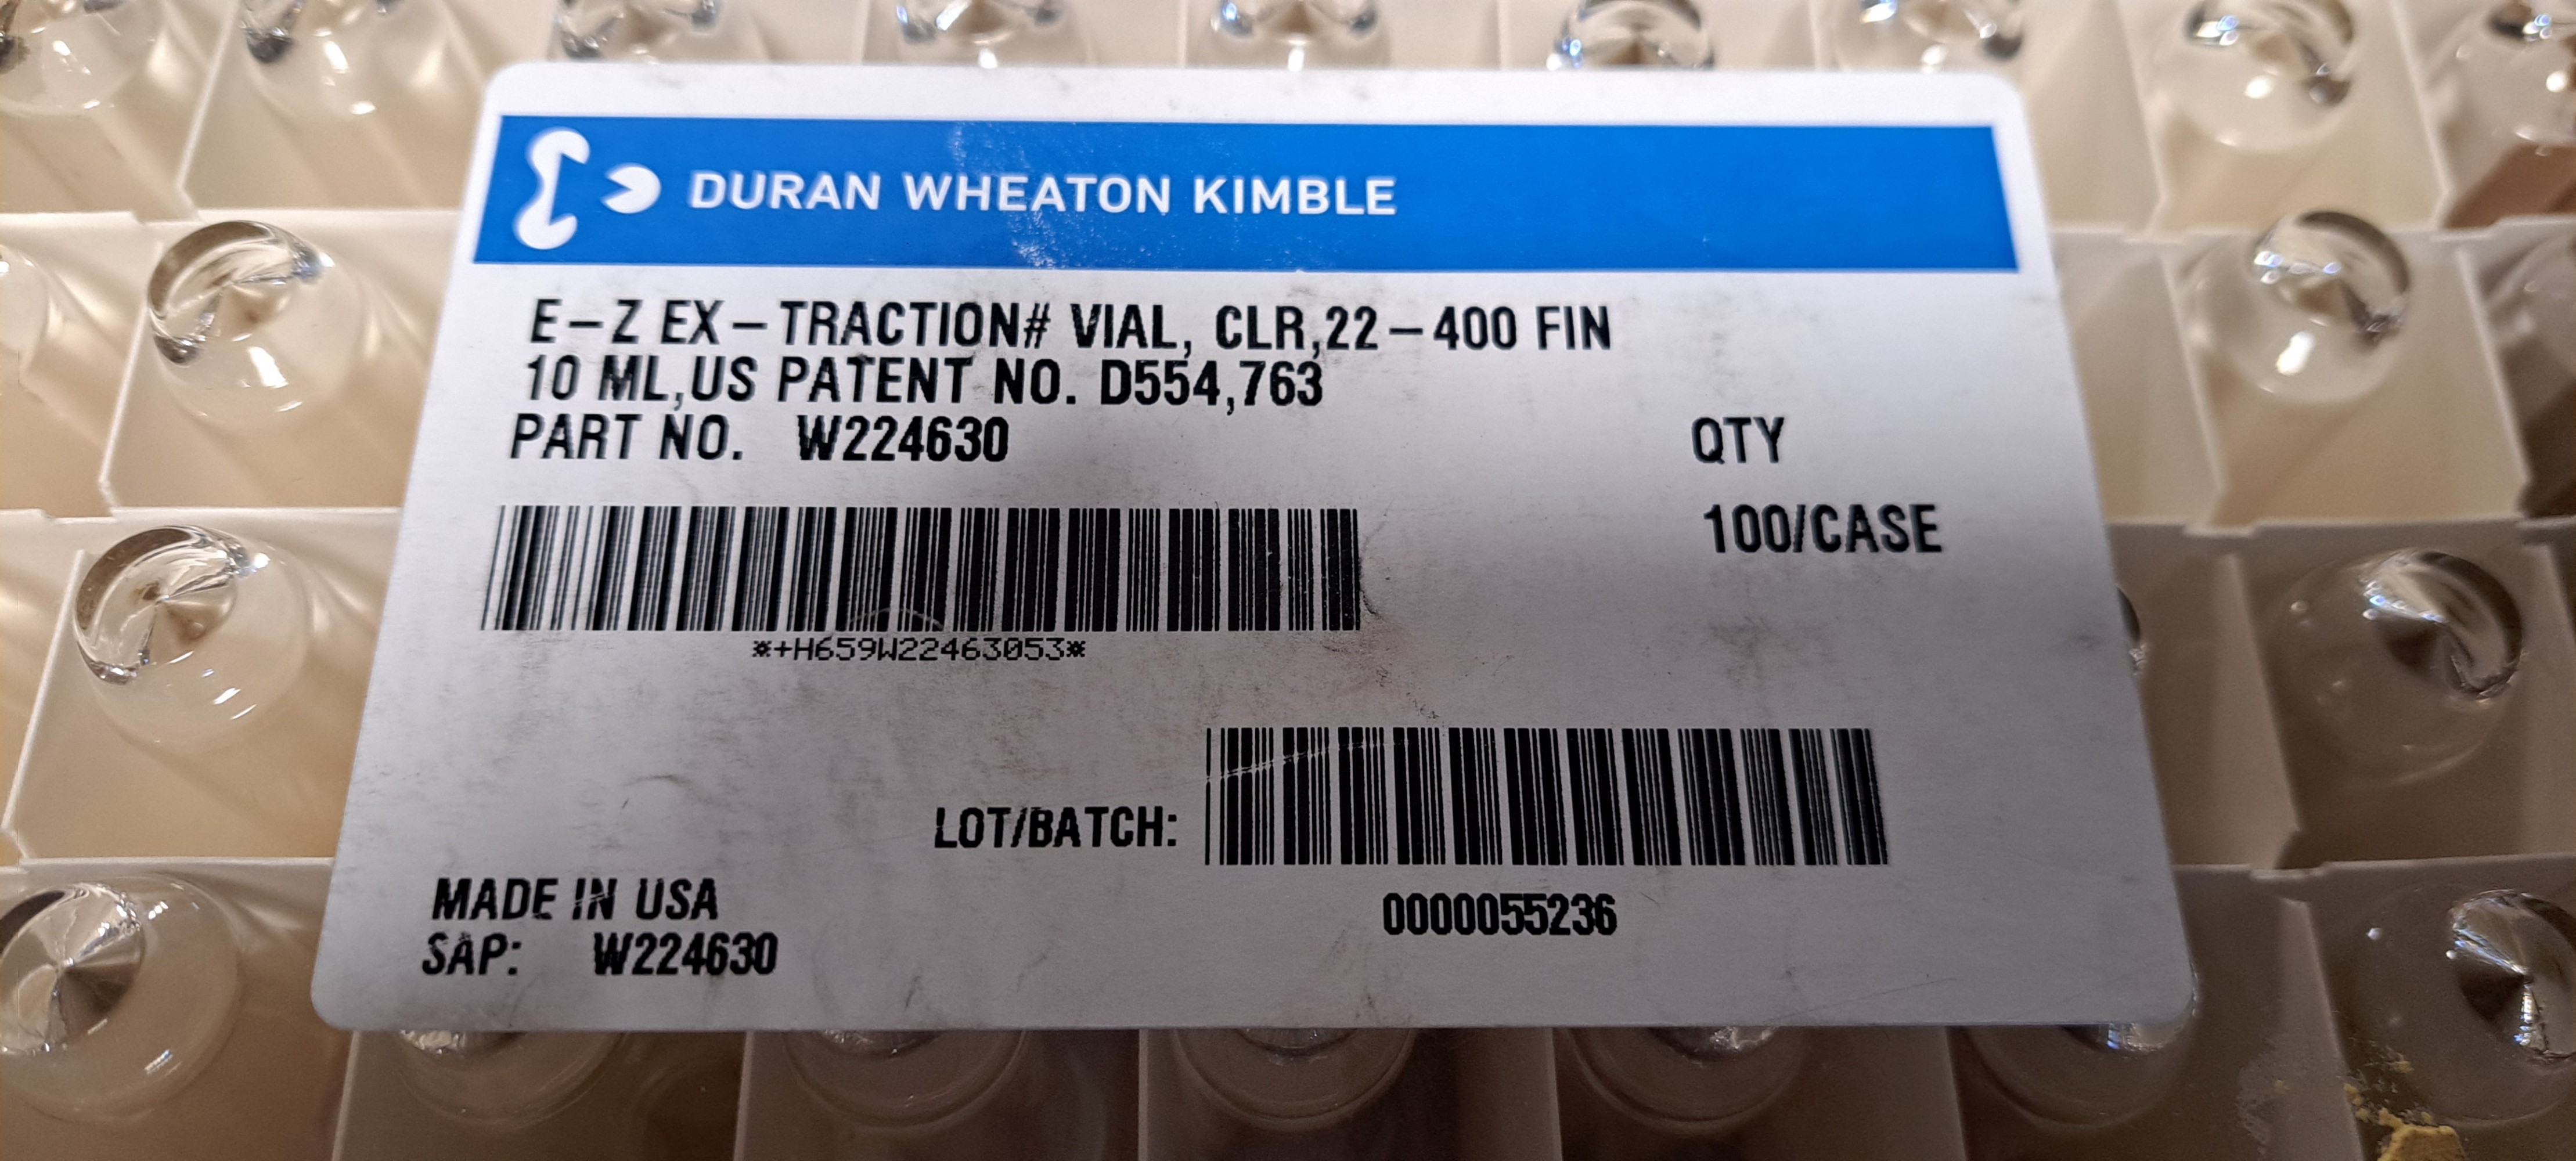 DURAN WHEATON KIMBLE
E-Z EX-TRACTION# VIAL, CLR,22-400 FIN
10 ML,US PATENT NO. D554,763
PART NO. W224630
QTY
100/CASE
*+H659W22463053*
LOT/BATCH:
0000055236
MADE IN USA
SAP: W224630